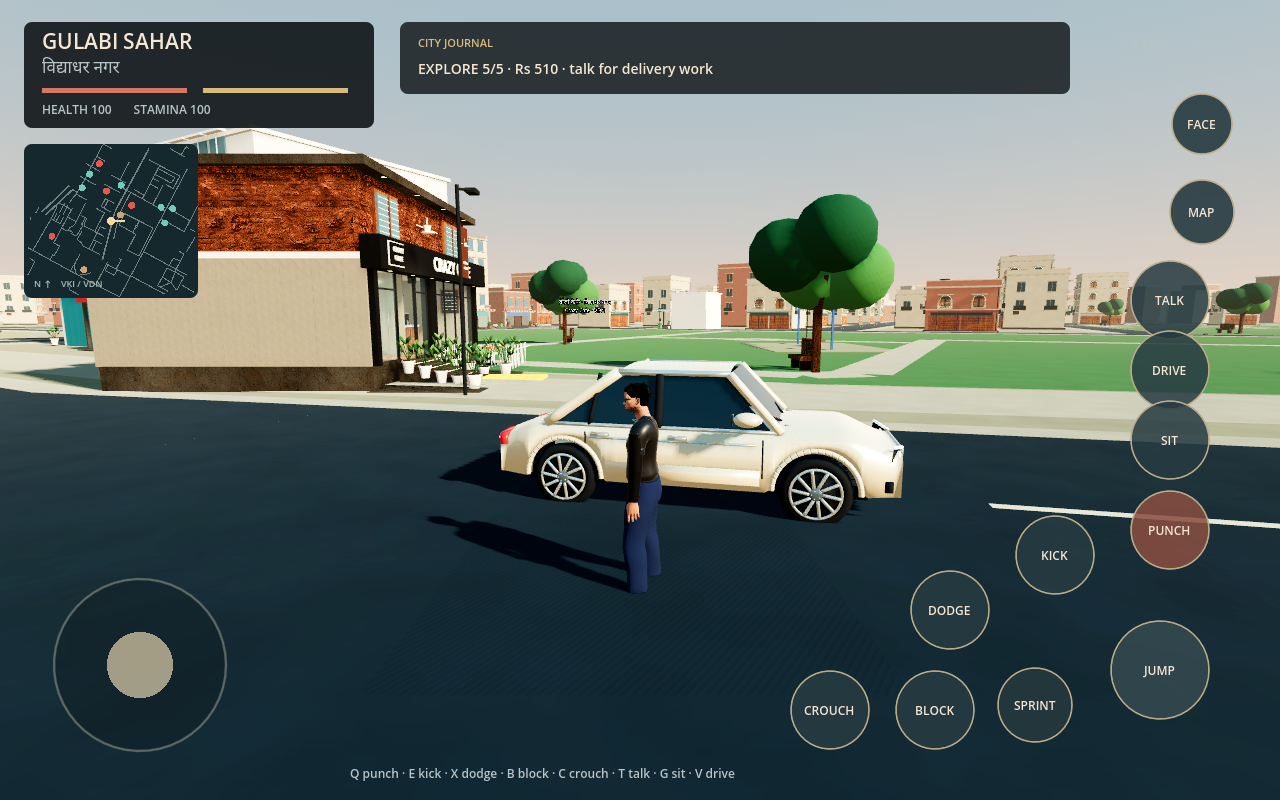 GULABI SAHAR
विद्याधर नगर
HEALTH 100 STAMINA 100
CITY JOURNAL
EXPLORE 5/5 · Rs 510 · talk for delivery work
FACE
MAP
N ↑ VKI / VDN
CRAZY
TALK
DRIVE
SIT
PUNCH
KICK
DODGE
JUMP
CROUCH
BLOCK
SPRINT
Q punch · E kick · X dodge · B block · C crouch · T talk · G sit · V drive